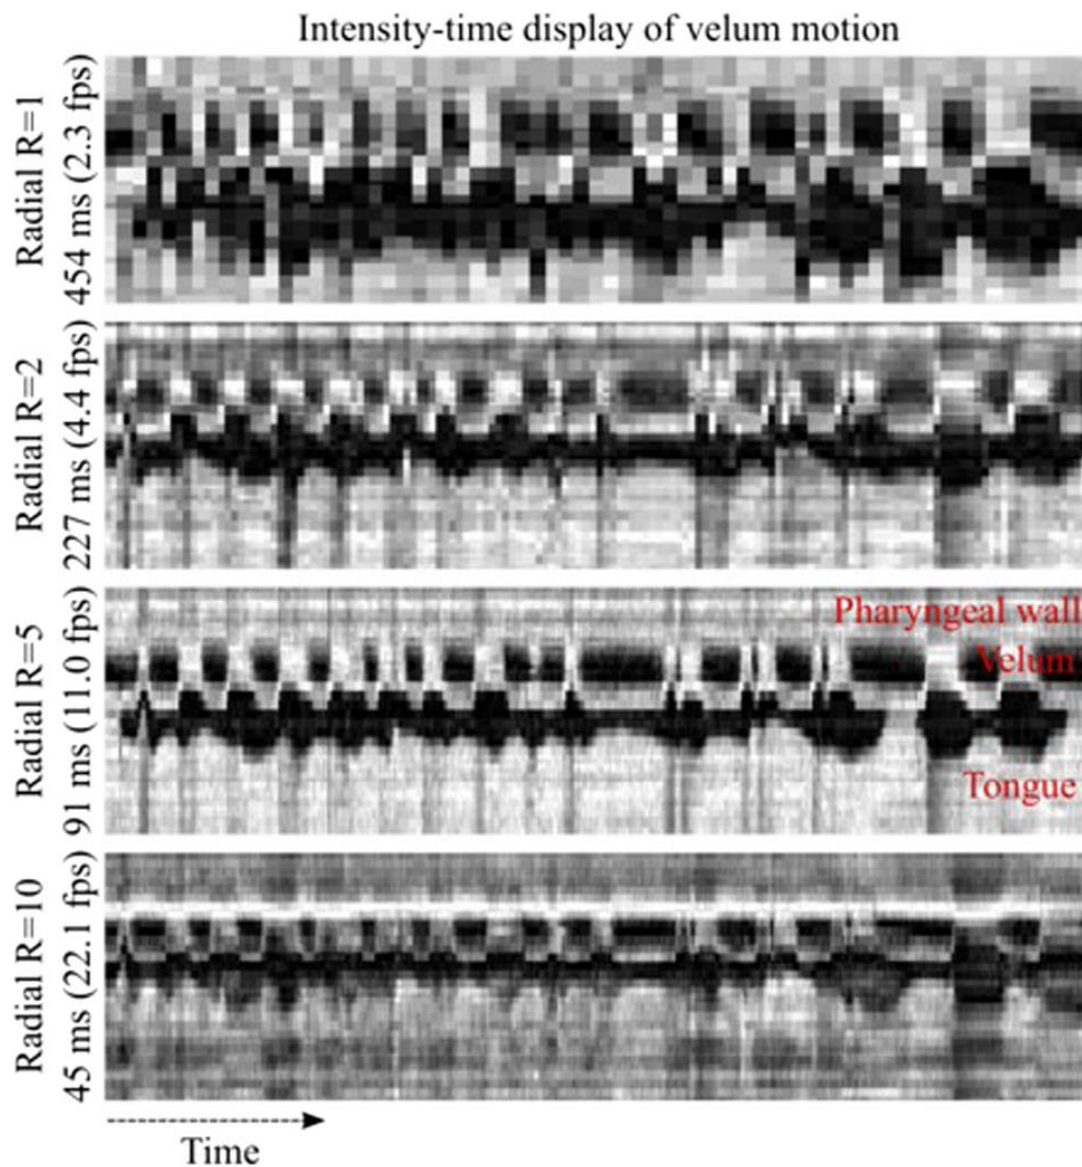 Intensity-time display of velum motion
Radial R=1
454 ms (2.3 fps)
Radial R=2
227 ms (4.4 fps)
Radial R=5
91 ms (11.0 fps)
Pharyngeal wall
Velum
Tongue
Radial R=10
45 ms (22.1 fps)
Time